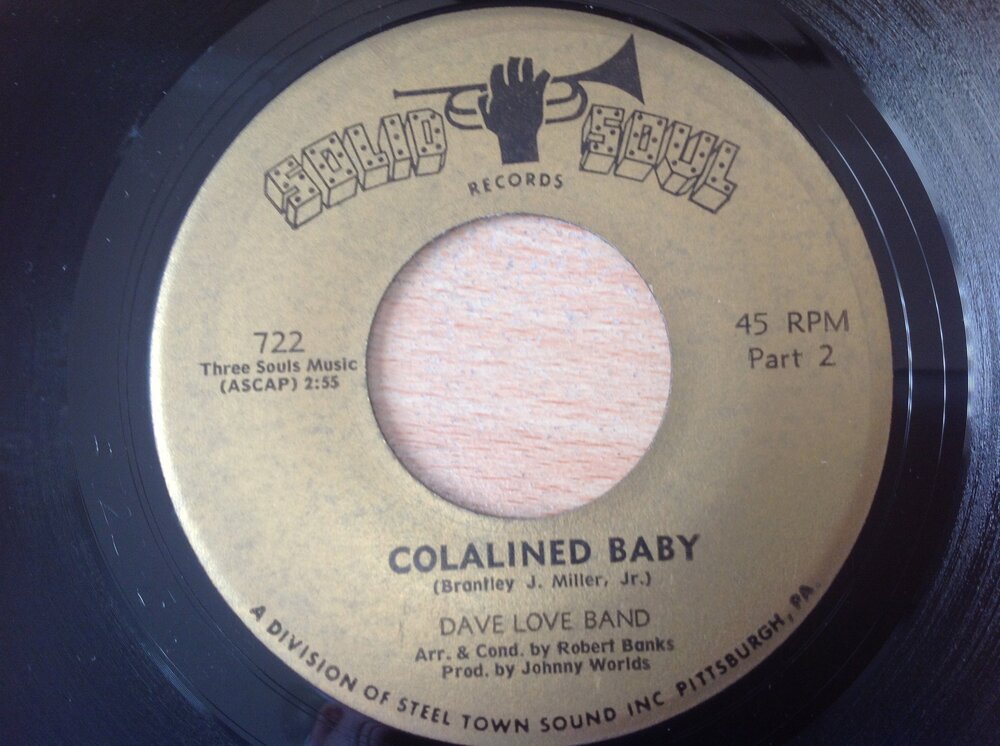 SOLID SOUL
RECORDS
722
Three Souls Music
(ASCAP) 2:55
45 RPM
Part 2
COLALINED BABY
(Brantley J. Miller, Jr.)
DAVE LOVE BAND
Arr. & Cond. by Robert Banks
Prod. by Johnny Worlds
A DIVISION OF STEEL TOWN SOUND INC PITTSBURGH, PA.